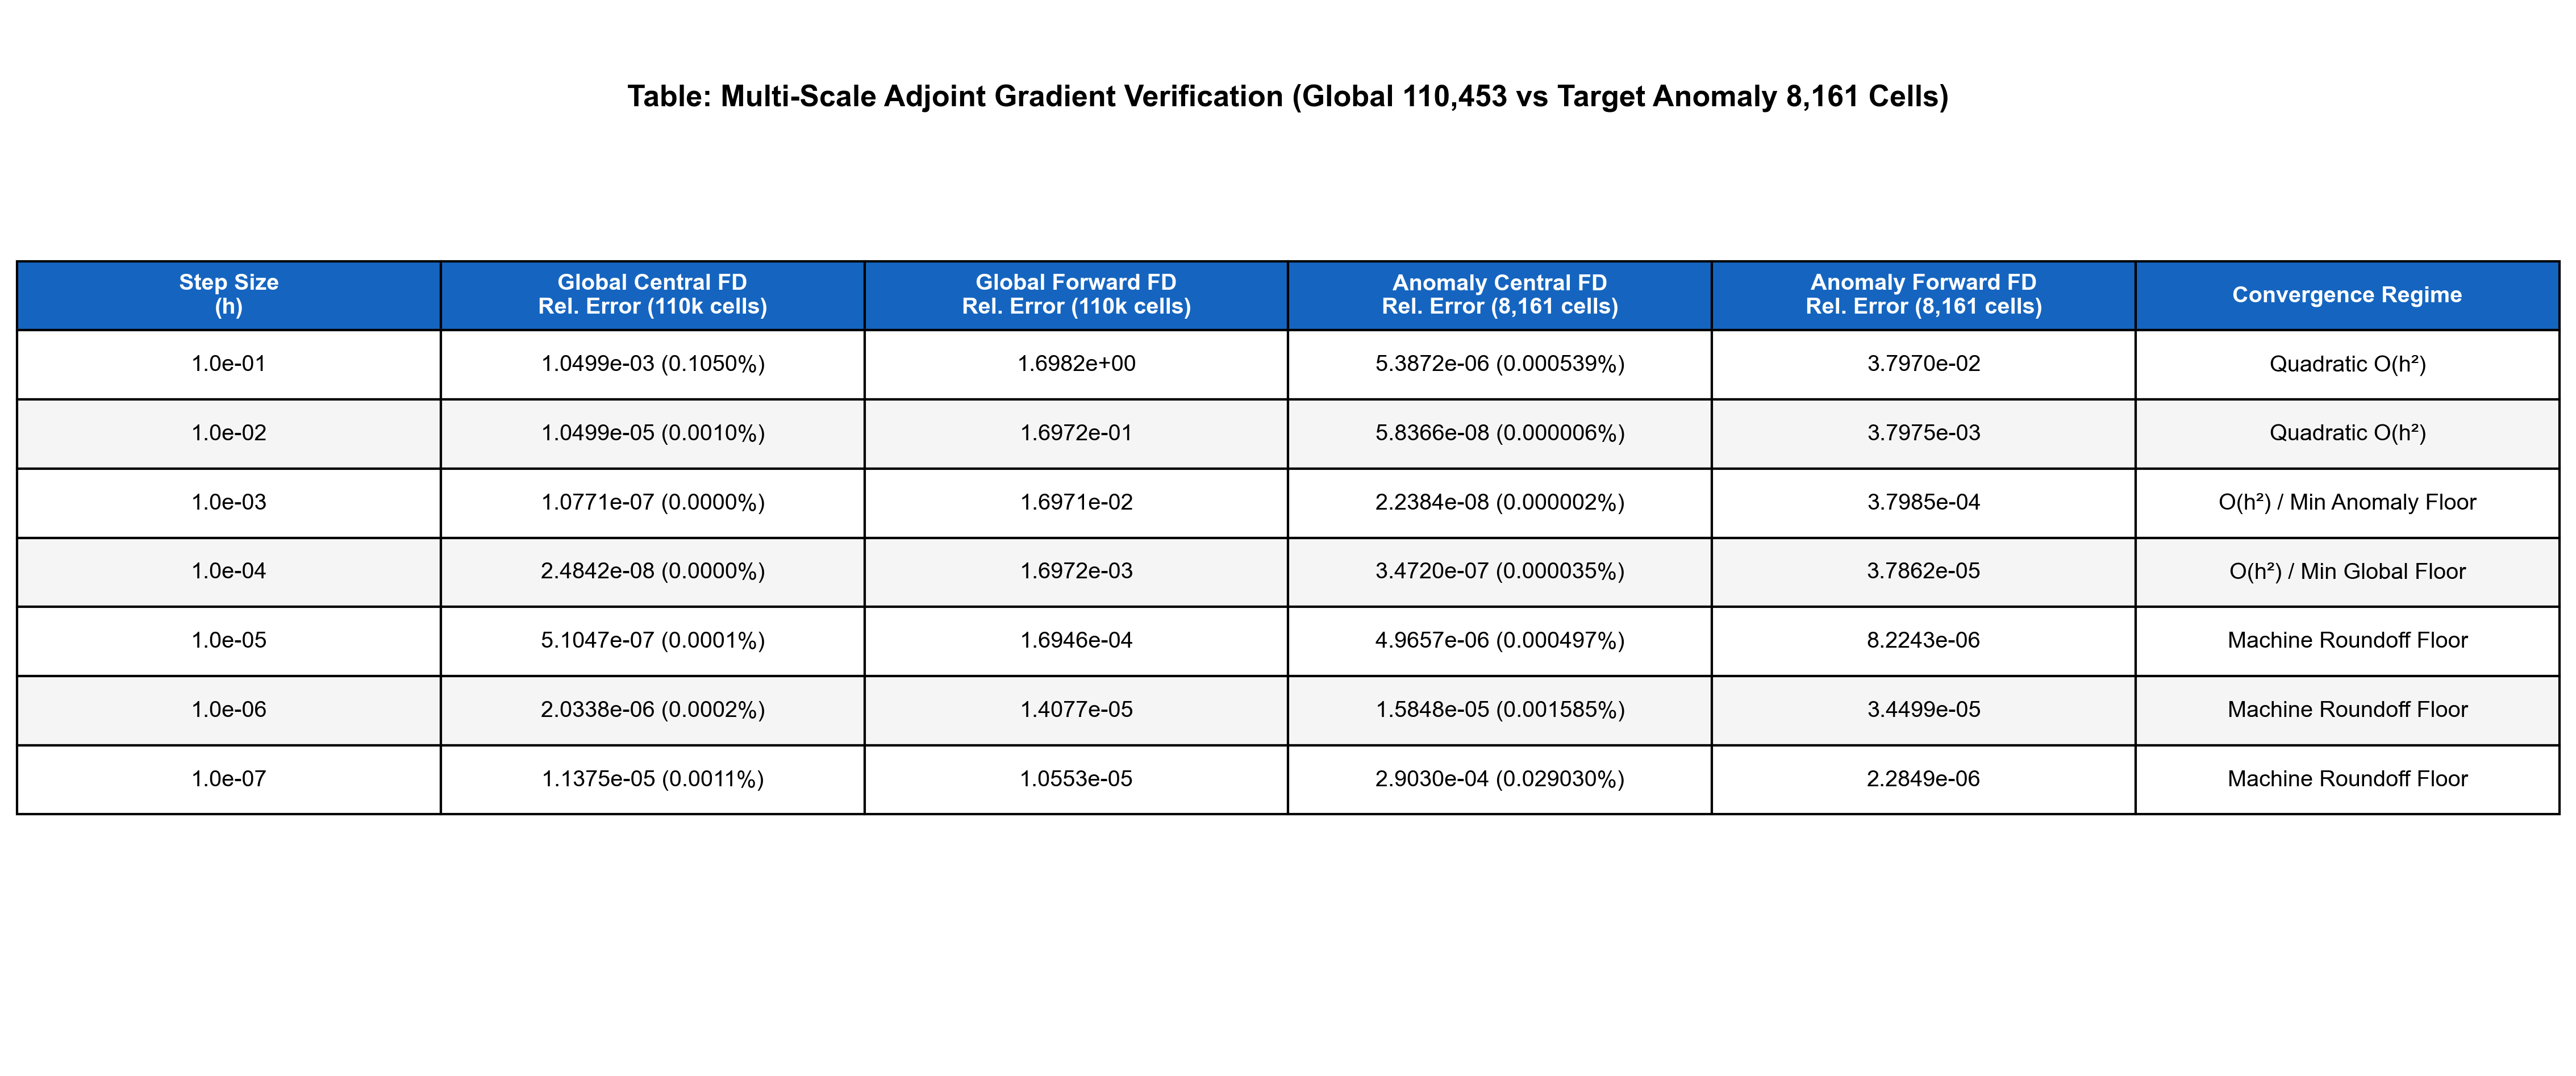 Table: Multi-Scale Adjoint Gradient Verification (Global 110,453 vs Target Anomaly 8,161 Cells)
Step Size
(h)
Global Central FD
Rel. Error (110k cells)
Global Forward FD
Rel. Error (110k cells)
Anomaly Central FD
Rel. Error (8,161 cells)
Anomaly Forward FD
Rel. Error (8,161 cells)
Convergence Regime
1.0e-01 1.0499e-03 (0.1050%) 1.6982e+00 5.3872e-06 (0.000539%) 3.7970e-02 Quadratic O(h²)
1.0e-02 1.0499e-05 (0.0010%) 1.6972e-01 5.8366e-08 (0.000006%) 3.7975e-03 Quadratic O(h²)
1.0e-03 1.0771e-07 (0.0000%) 1.6971e-02 2.2384e-08 (0.000002%) 3.7985e-04 O(h²) / Min Anomaly Floor
1.0e-04 2.4842e-08 (0.0000%) 1.6972e-03 3.4720e-07 (0.000035%) 3.7862e-05 O(h²) / Min Global Floor
1.0e-05 5.1047e-07 (0.0001%) 1.6946e-04 4.9657e-06 (0.000497%) 8.2243e-06 Machine Roundoff Floor
1.0e-06 2.0338e-06 (0.0002%) 1.4077e-05 1.5848e-05 (0.001585%) 3.4499e-05 Machine Roundoff Floor
1.0e-07 1.1375e-05 (0.0011%) 1.0553e-05 2.9030e-04 (0.029030%) 2.2849e-06 Machine Roundoff Floor